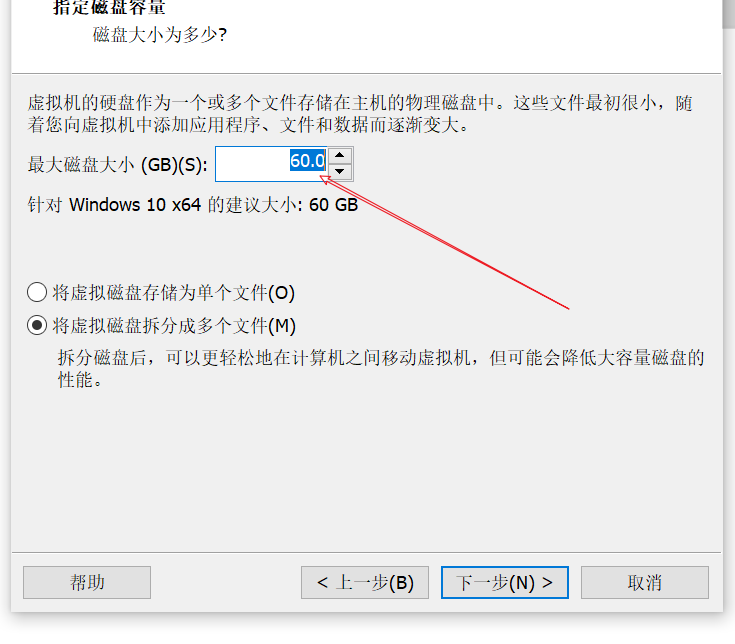 指定磁盘容量
磁盘大小为多少?
虚拟机的硬盘作为一个或多个文件存储在主机的物理磁盘中。这些文件最初很小，随
着您向虚拟机中添加应用程序、文件和数据而逐渐变大。
最大磁盘大小 (GB)(S): 60.0
针对 Windows 10 x64 的建议大小: 60 GB
将虚拟磁盘存储为单个文件(O)
将虚拟磁盘拆分成多个文件(M)
拆分磁盘后，可以更轻松地在计算机之间移动虚拟机，但可能会降低大容量磁盘的
性能。
帮助 < 上一步(B) 下一步(N) > 取消